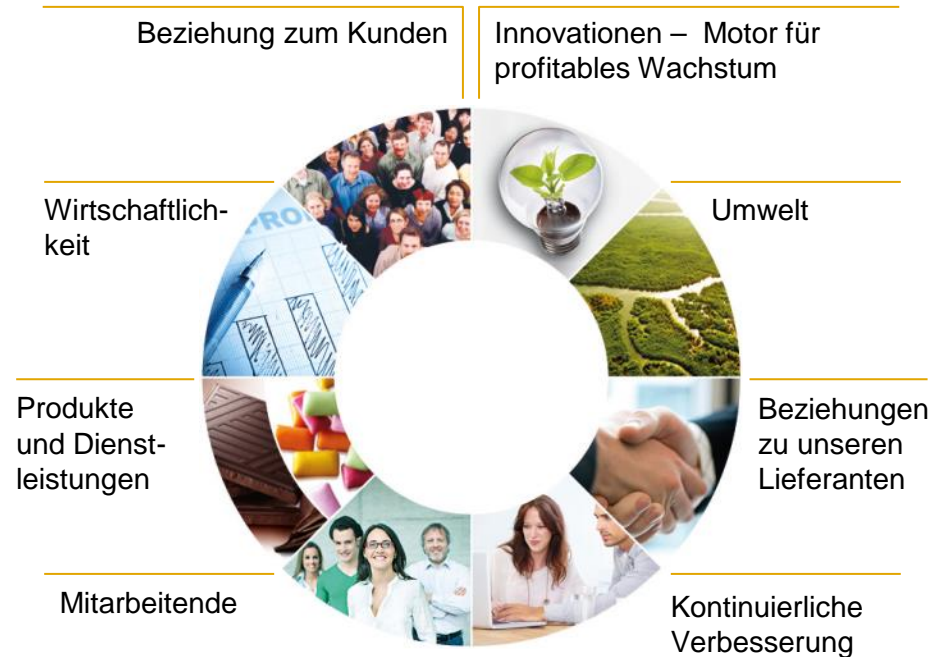 Beziehung zum Kunden
Innovationen – Motor für
profitables Wachstum
Wirtschaftlich-
keit
PRO
Umwelt
Produkte
und Dienst-
leistungen
Beziehungen
zu unseren
Lieferanten
Mitarbeitende
Kontinuierliche
Verbesserung